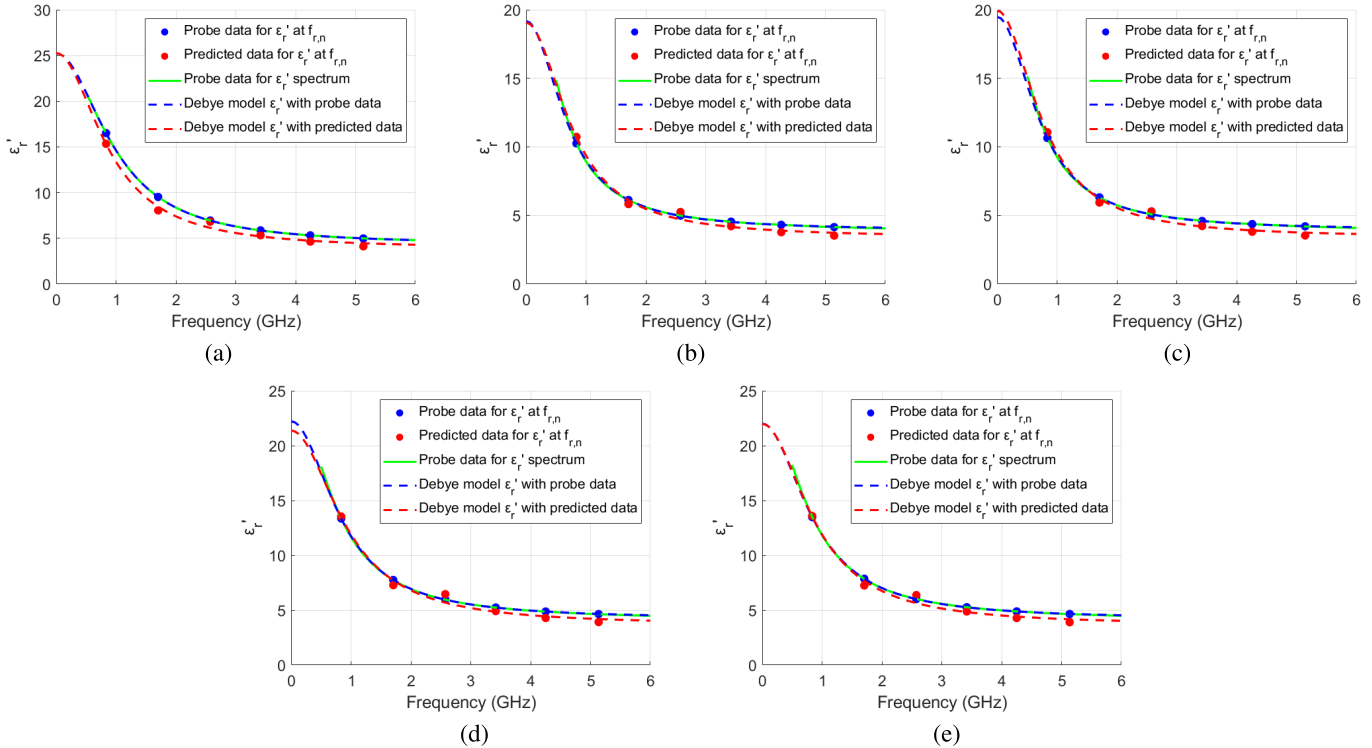 30
25
20
15
10
5
0
εr'
0 1 2 3 4 5 6
Frequency (GHz)
Probe data for εr' at fr,n
Predicted data for εr' at fr,n
Probe data for εr' spectrum
Debye model εr' with probe data
Debye model εr' with predicted data
(a)
20
15
10
5
0
εr'
0 1 2 3 4 5 6
Frequency (GHz)
Probe data for εr' at fr,n
Predicted data for εr' at fr,n
Probe data for εr' spectrum
Debye model εr' with probe data
Debye model εr' with predicted data
(b)
20
15
10
5
0
εr'
0 1 2 3 4 5 6
Frequency (GHz)
Probe data for εr' at fr,n
Predicted data for εr' at fr,n
Probe data for εr' spectrum
Debye model εr' with probe data
Debye model εr' with predicted data
(c)
25
20
15
10
5
0
εr'
0 1 2 3 4 5 6
Frequency (GHz)
Probe data for εr' at fr,n
Predicted data for εr' at fr,n
Probe data for εr' spectrum
Debye model εr' with probe data
Debye model εr' with predicted data
(d)
25
20
15
10
5
0
εr'
0 1 2 3 4 5 6
Frequency (GHz)
Probe data for εr' at fr,n
Predicted data for εr' at fr,n
Probe data for εr' spectrum
Debye model εr' with probe data
Debye model εr' with predicted data
(e)